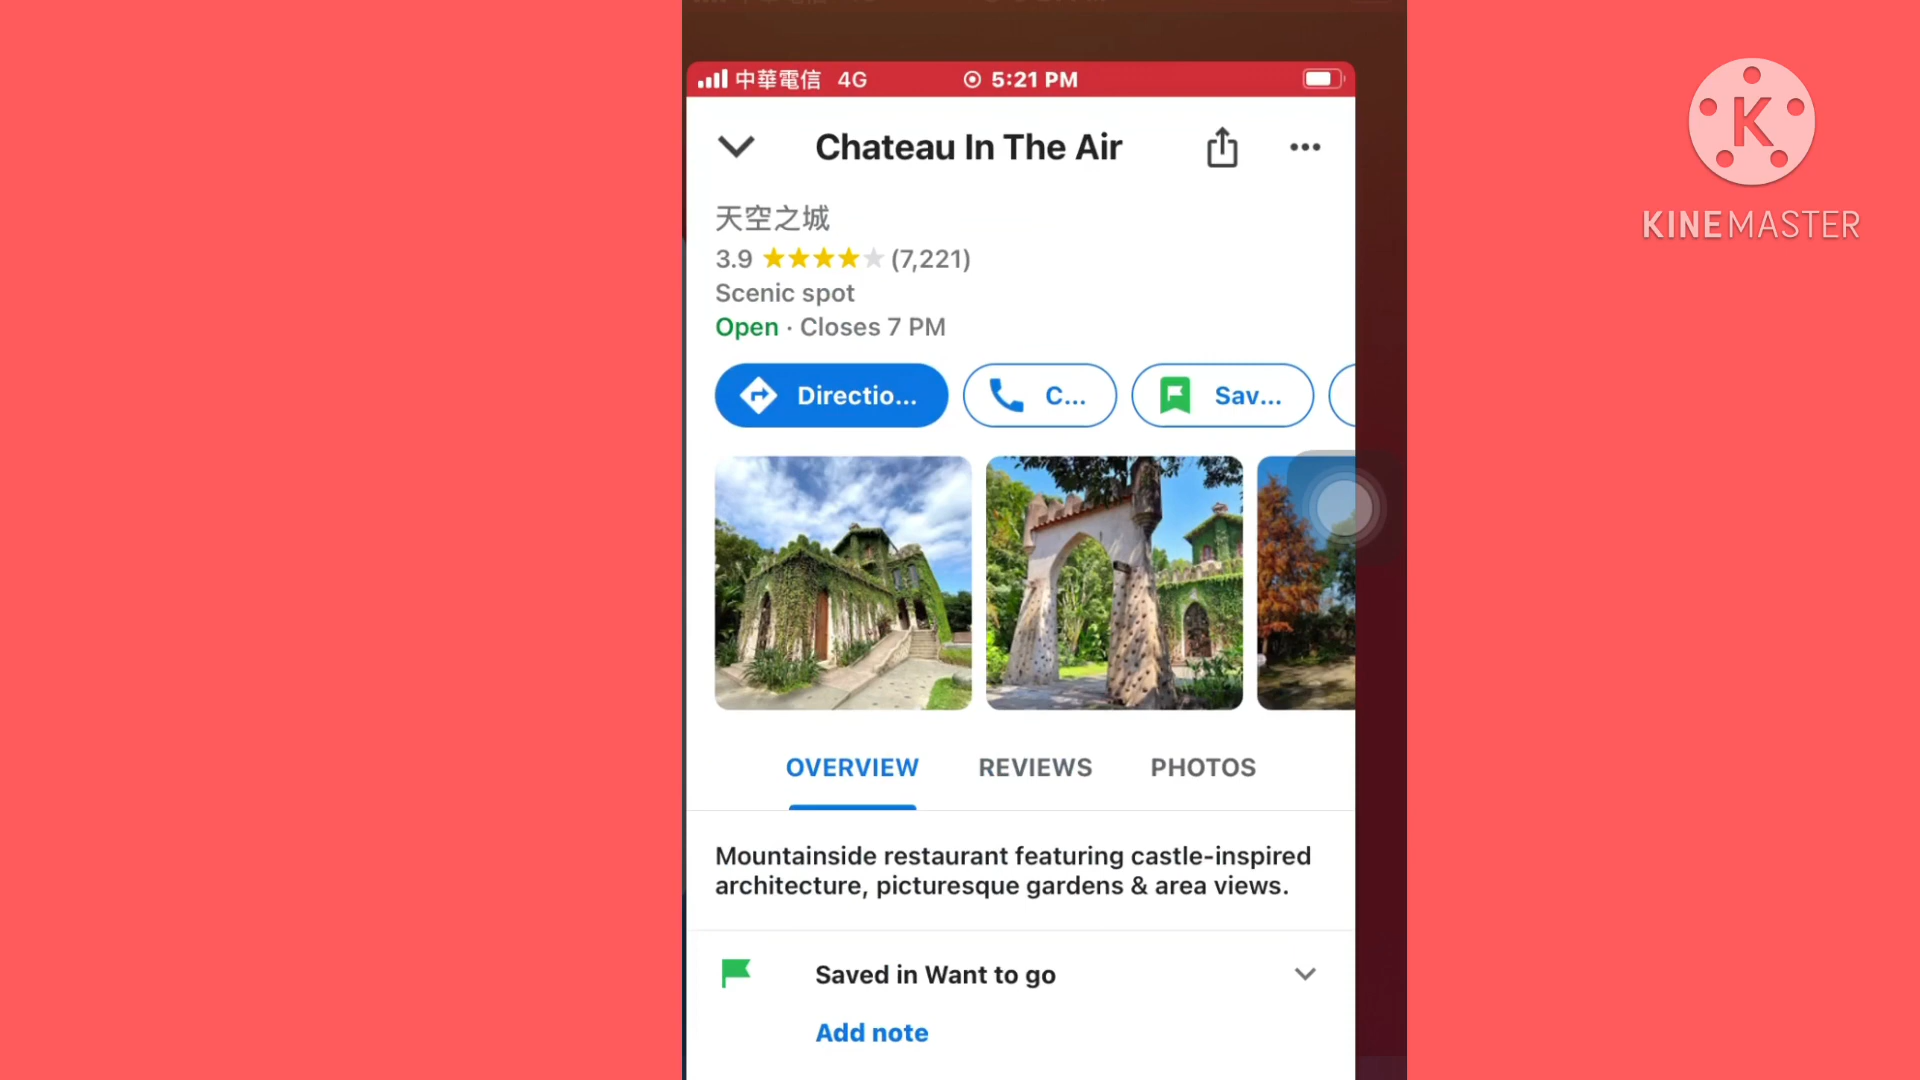 中華電信 4G 5:21 PM
Chateau In The Air
天空之城
3.9 (7,221)
Scenic spot
Open · Closes 7 PM
Directio... C... Sav...
OVERVIEW REVIEWS PHOTOS
Mountainside restaurant featuring castle-inspired
architecture, picturesque gardens & area views.
Saved in Want to go
Add note
K
KINEMASTER